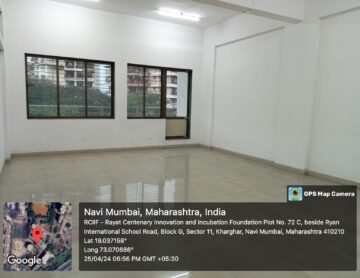 GPS Map Camera
Navi Mumbai, Maharashtra, India
RCIIF - Rayat Centenary Innovation and Incubation Foundation Plot No. 72 C, beside Ryan
International School Road, Block G, Sector 11, Kharghar, Navi Mumbai, Maharashtra 410210
Lat 19.037158°
Long 73.070686°
25/04/24 06:56 PM GMT +05:30
Google